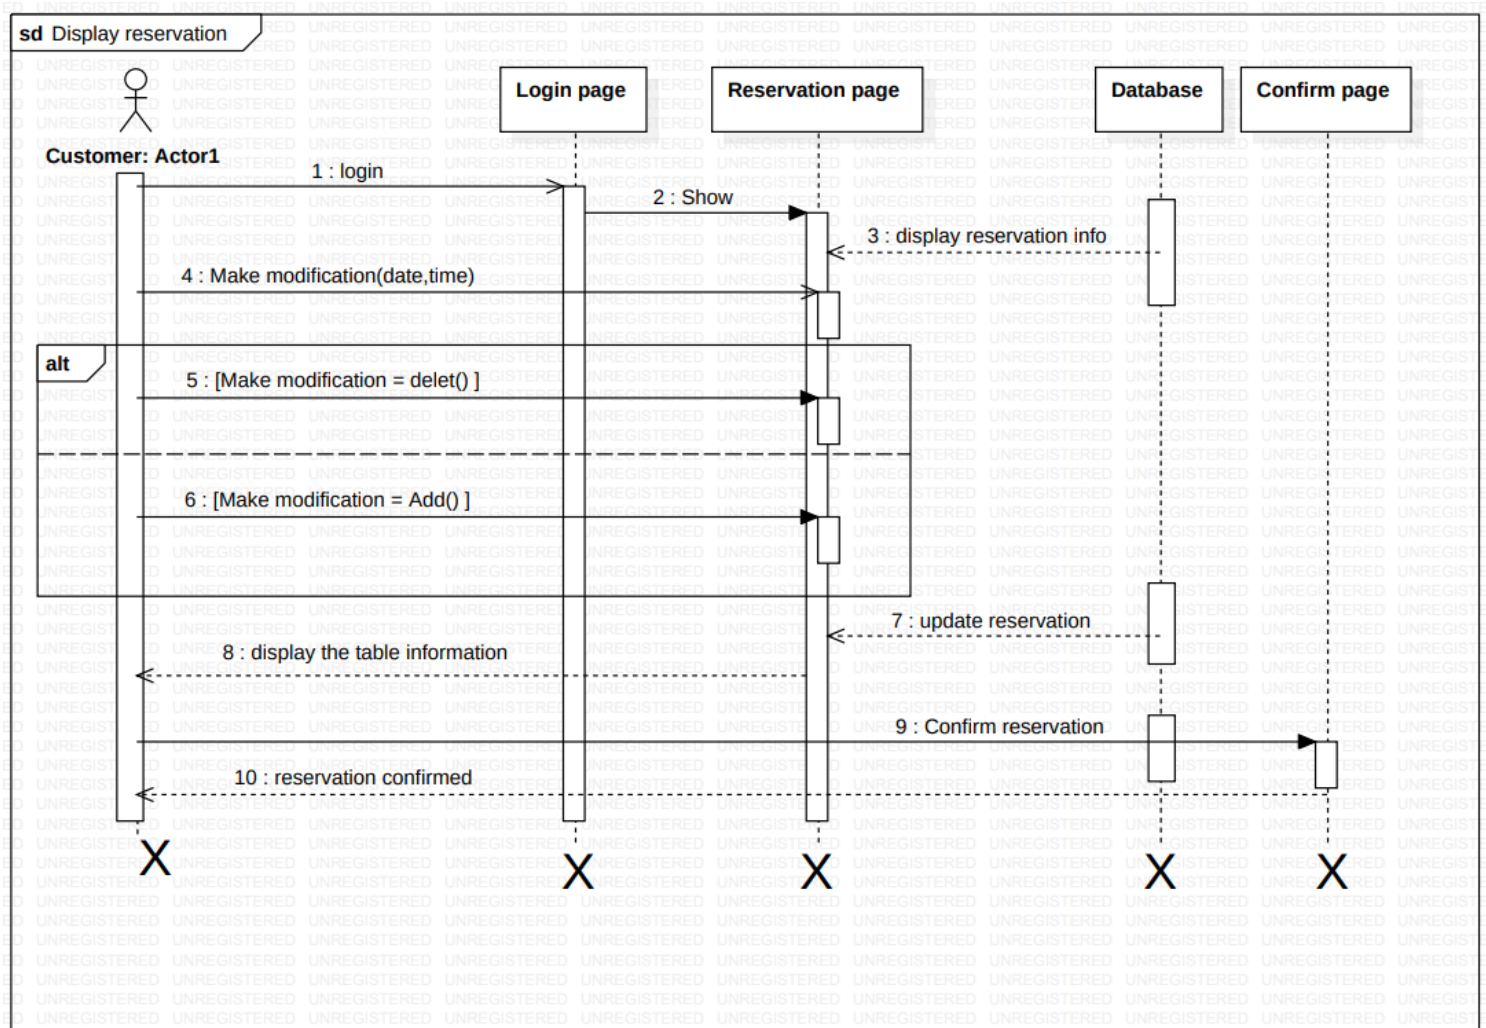 sd Display reservation
Login page
Reservation page
Database
Confirm page
Customer: Actor1
1 : login
2 : Show
3 : display reservation info
4 : Make modification(date,time)
alt
5 : [Make modification = delet() ]
6 : [Make modification = Add() ]
7 : update reservation
8 : display the table information
9 : Confirm reservation
10 : reservation confirmed
X X X X X
UNREGISTERED